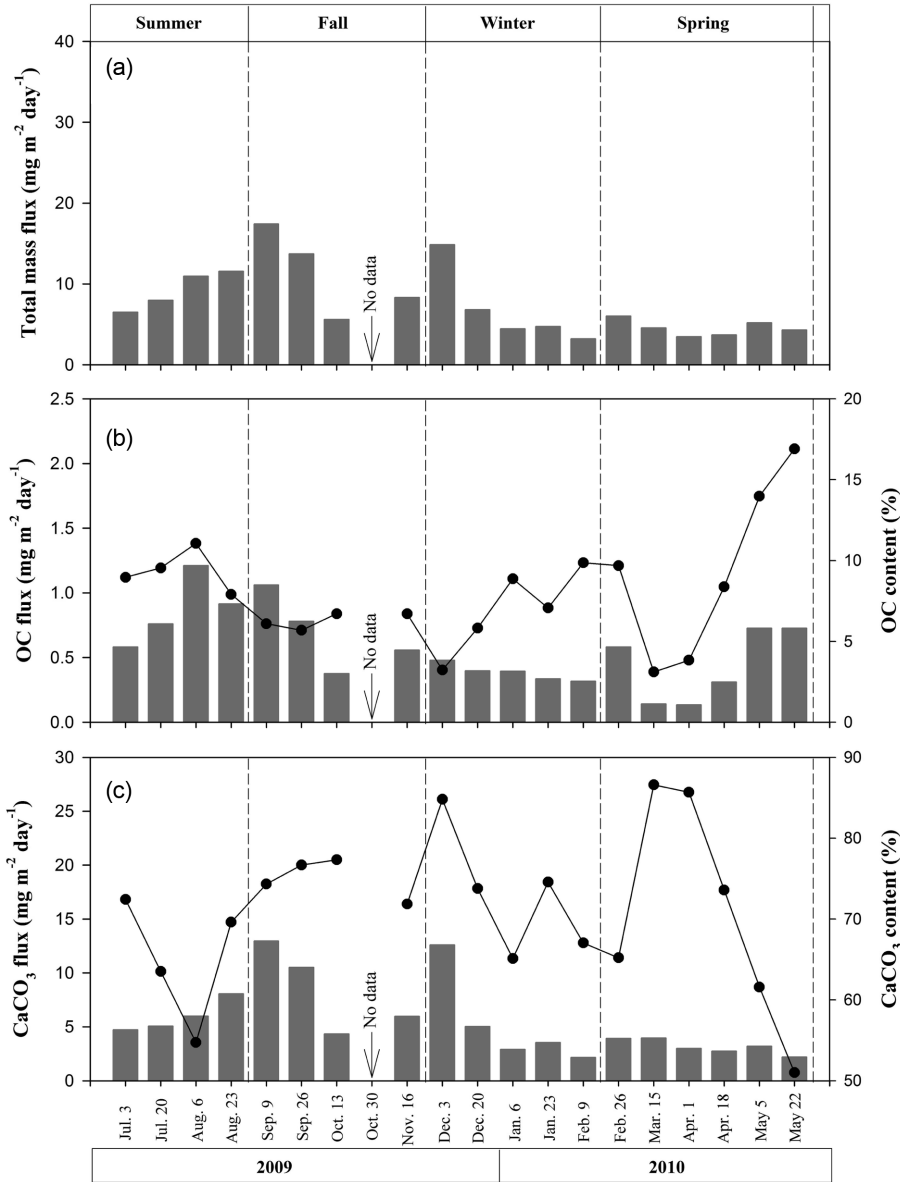 Summer Fall Winter Spring
(a)
Total mass flux (mg m⁻² day⁻¹)
40
30
20
10
0
No data
(b)
OC flux (mg m⁻² day⁻¹)
2.5
2.0
1.5
1.0
0.5
0.0
No data
20
15
10
5
0
OC content (%)
(c)
CaCO₃ flux (mg m⁻² day⁻¹)
30
25
20
15
10
5
0
No data
90
80
70
60
50
CaCO₃ content (%)
Jul. 3
Jul. 20
Aug. 6
Aug. 23
Sep. 9
Sep. 26
Oct. 13
Oct. 30
Nov. 16
Dec. 3
Dec. 20
Jan. 6
Jan. 23
Feb. 9
Feb. 26
Mar. 15
Apr. 1
Apr. 18
May 5
May 22
2009 2010